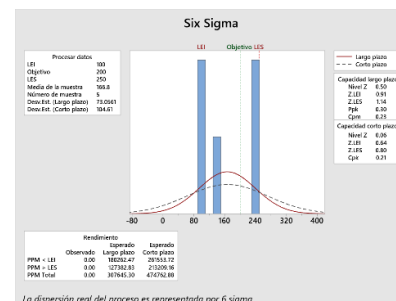 Six Sigma
LEI Objetivo LES
Procesar datos
LEI 100
Objetivo 200
LES 250
Media de la muestra 166.8
Número de muestra 5
Desv.Est. (Largo plazo) 73.0561
Desv.Est. (Corto plazo) 104.61
Largo plazo
Corto plazo
Capacidad largo plazo
Nivel Z 0.50
Z.LEI 0.91
Z.LES 1.14
Ppk 0.30
Cpm 0.23
Capacidad corto plazo
Nivel Z 0.06
Z.LEI 0.64
Z.LES 0.80
Cpk 0.21
-80 0 80 160 240 320 400
Rendimiento
Esperado Esperado
Observado Largo plazo Corto plazo
PPM < LEI 0.00 180262.47 261553.72
PPM > LES 0.00 127382.83 213209.16
PPM Total 0.00 307645.30 474762.88
La dispersión real del proceso es representada por 6 sigma.